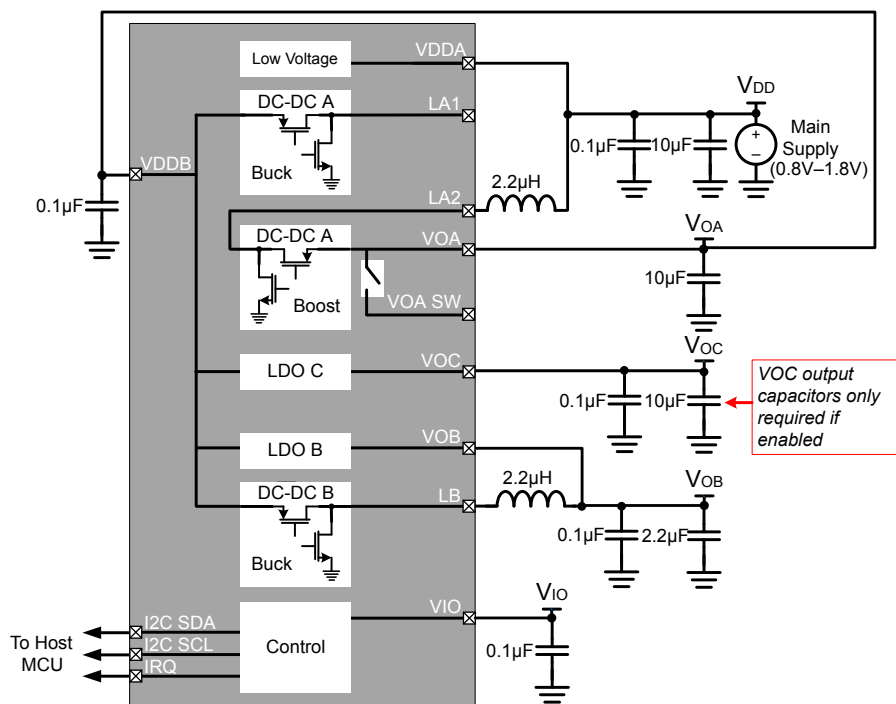 VDDA
Low Voltage
DC-DC A
LA1
Buck
VDDB
0.1µF
VDD
+
−
Main
Supply
(0.8V–1.8V)
0.1µF
10µF
LA2
2.2µH
DC-DC A
VOA
Boost
VOA SW
VOA
10µF
LDO C
VOC
VOC
0.1µF
10µF
VOC output
capacitors only
required if
enabled
LDO B
VOB
DC-DC B
LB
Buck
2.2µH
VOB
0.1µF
2.2µF
VIO
VIO
0.1µF
Control
I2C SDA
I2C SCL
IRQ
To Host
MCU